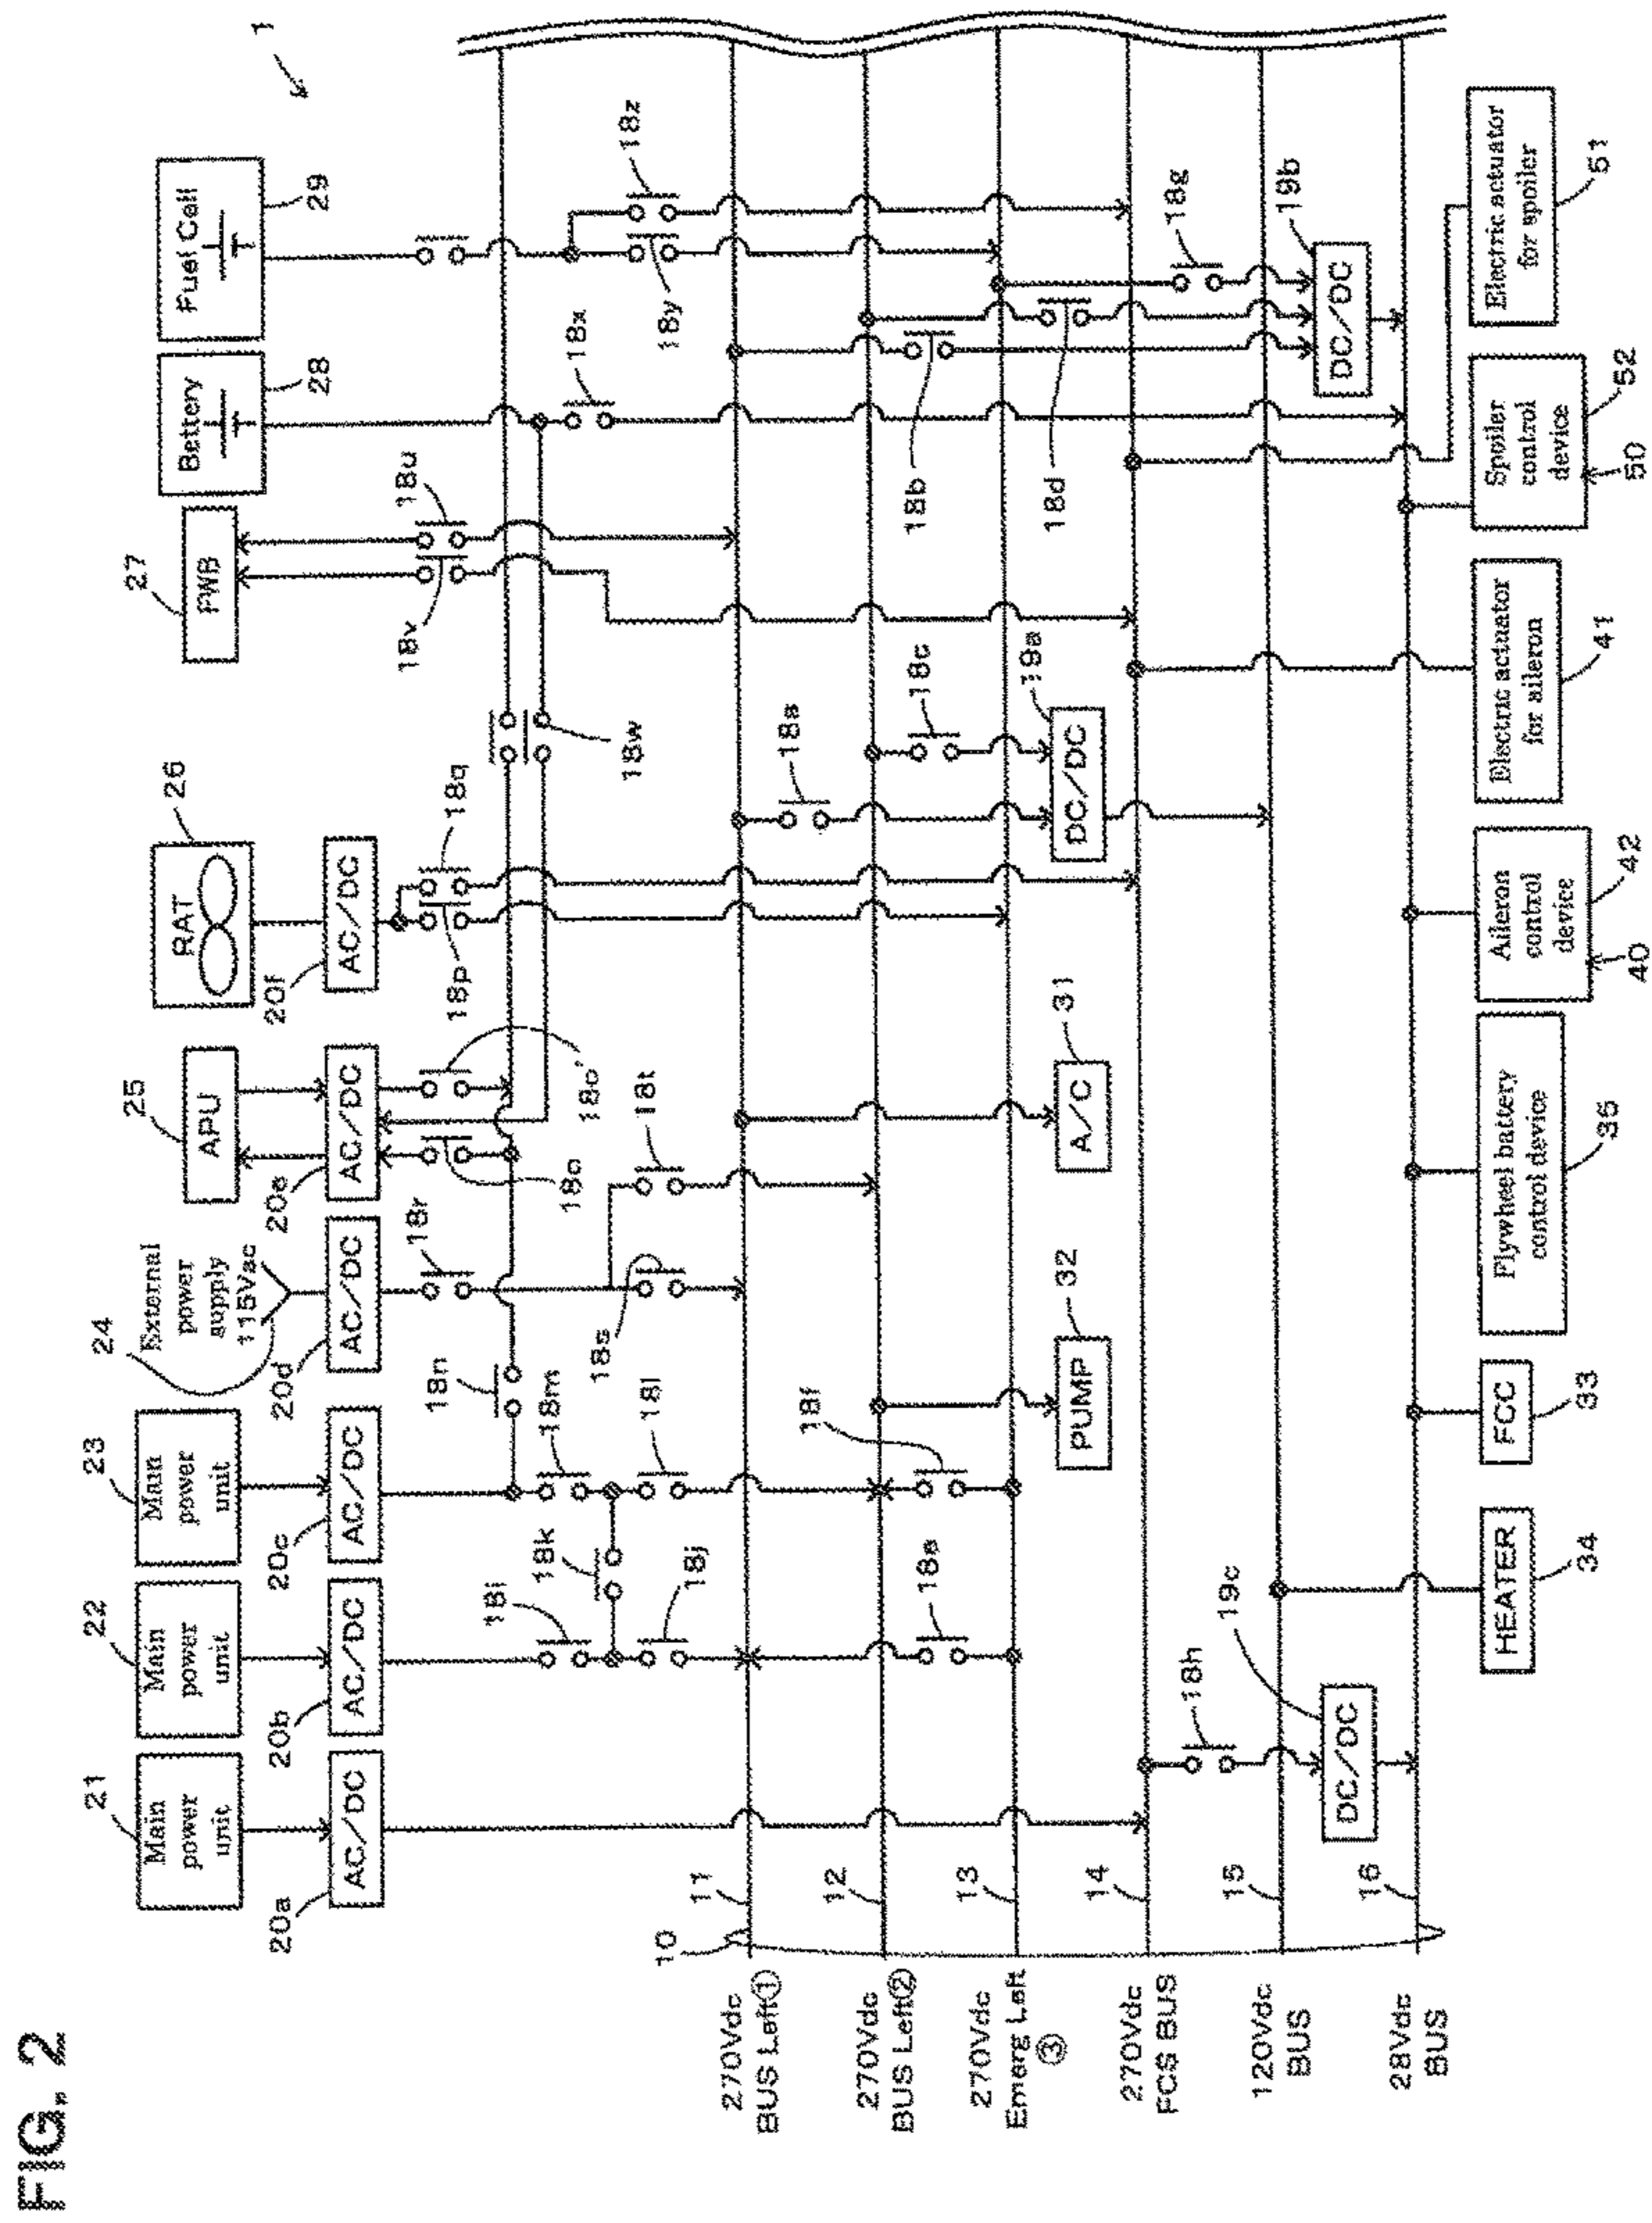 FIG. 2
1
21
22
23
24
25
26
27
28
29
Main
power
unit
Main
power
unit
Main
power
unit
External
power
supply
115Vac
APU
RAT
FWB
Bettery
Fuel Cell
20a
20b
20c
20d
20e
20f
AC/DC
AC/DC
AC/DC
AC/DC
AC/DC
AC/DC
18r
18o
18o'
18p
18q
18v
18u
18n
18w
18x
18y
18z
18i
18k
18m
18j
18l
18s
18t
10
11
12
13
14
15
16
270Vdc
BUS Left①
270Vdc
BUS Left②
270Vdc
Emerg Left
③
270Vdc
FCS BUS
120Vdc
BUS
28Vdc
BUS
18a
18b
18c
18d
18e
18f
18g
18h
PUMP
32
A/C
31
DC/DC
19a
DC/DC
19b
DC/DC
19c
HEATER
34
FCC
33
Flywheel battery
control device
35
Aileron
control
device
42
40
Electric actuator
for aileron
41
Spoiler
control
device
52
50
Electric actuator
for spoiler
51